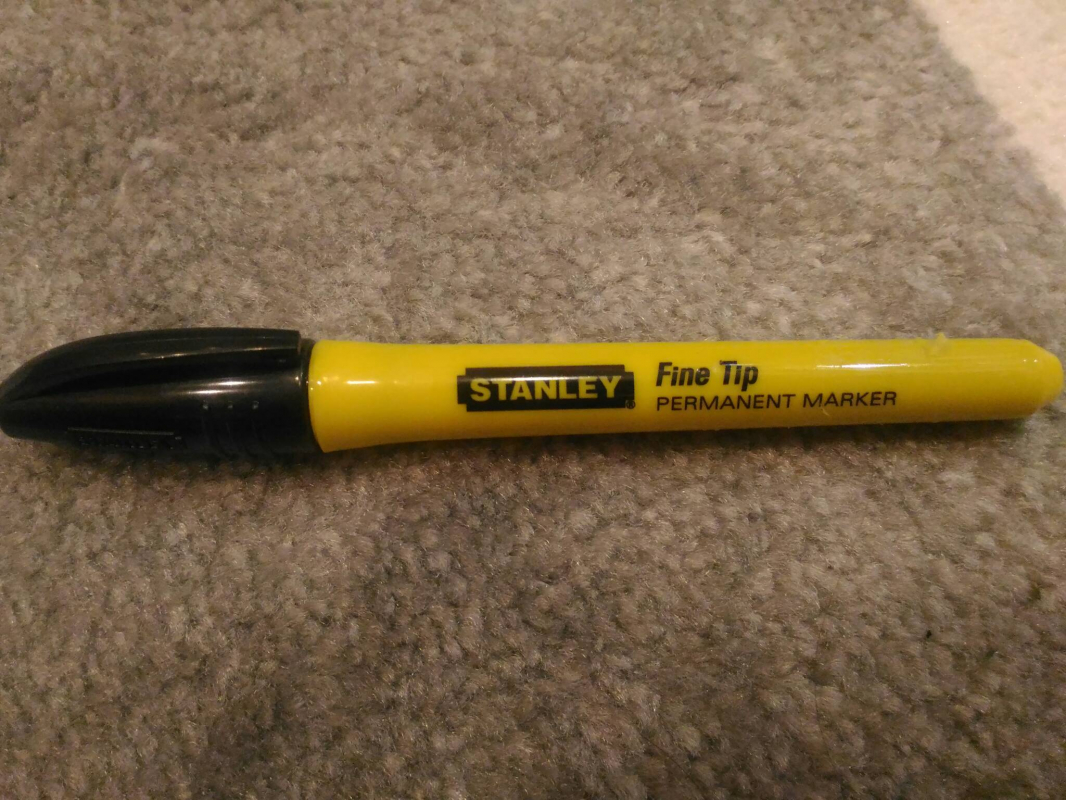 STANLEY®
Fine Tip
PERMANENT MARKER